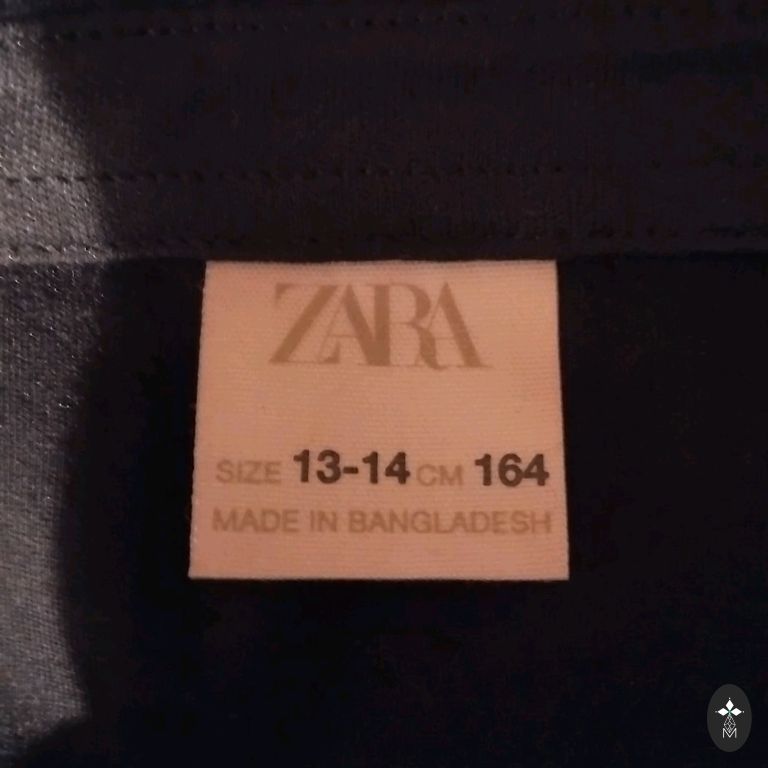 ZARA
SIZE 13-14 CM 164
MADE IN BANGLADESH
M